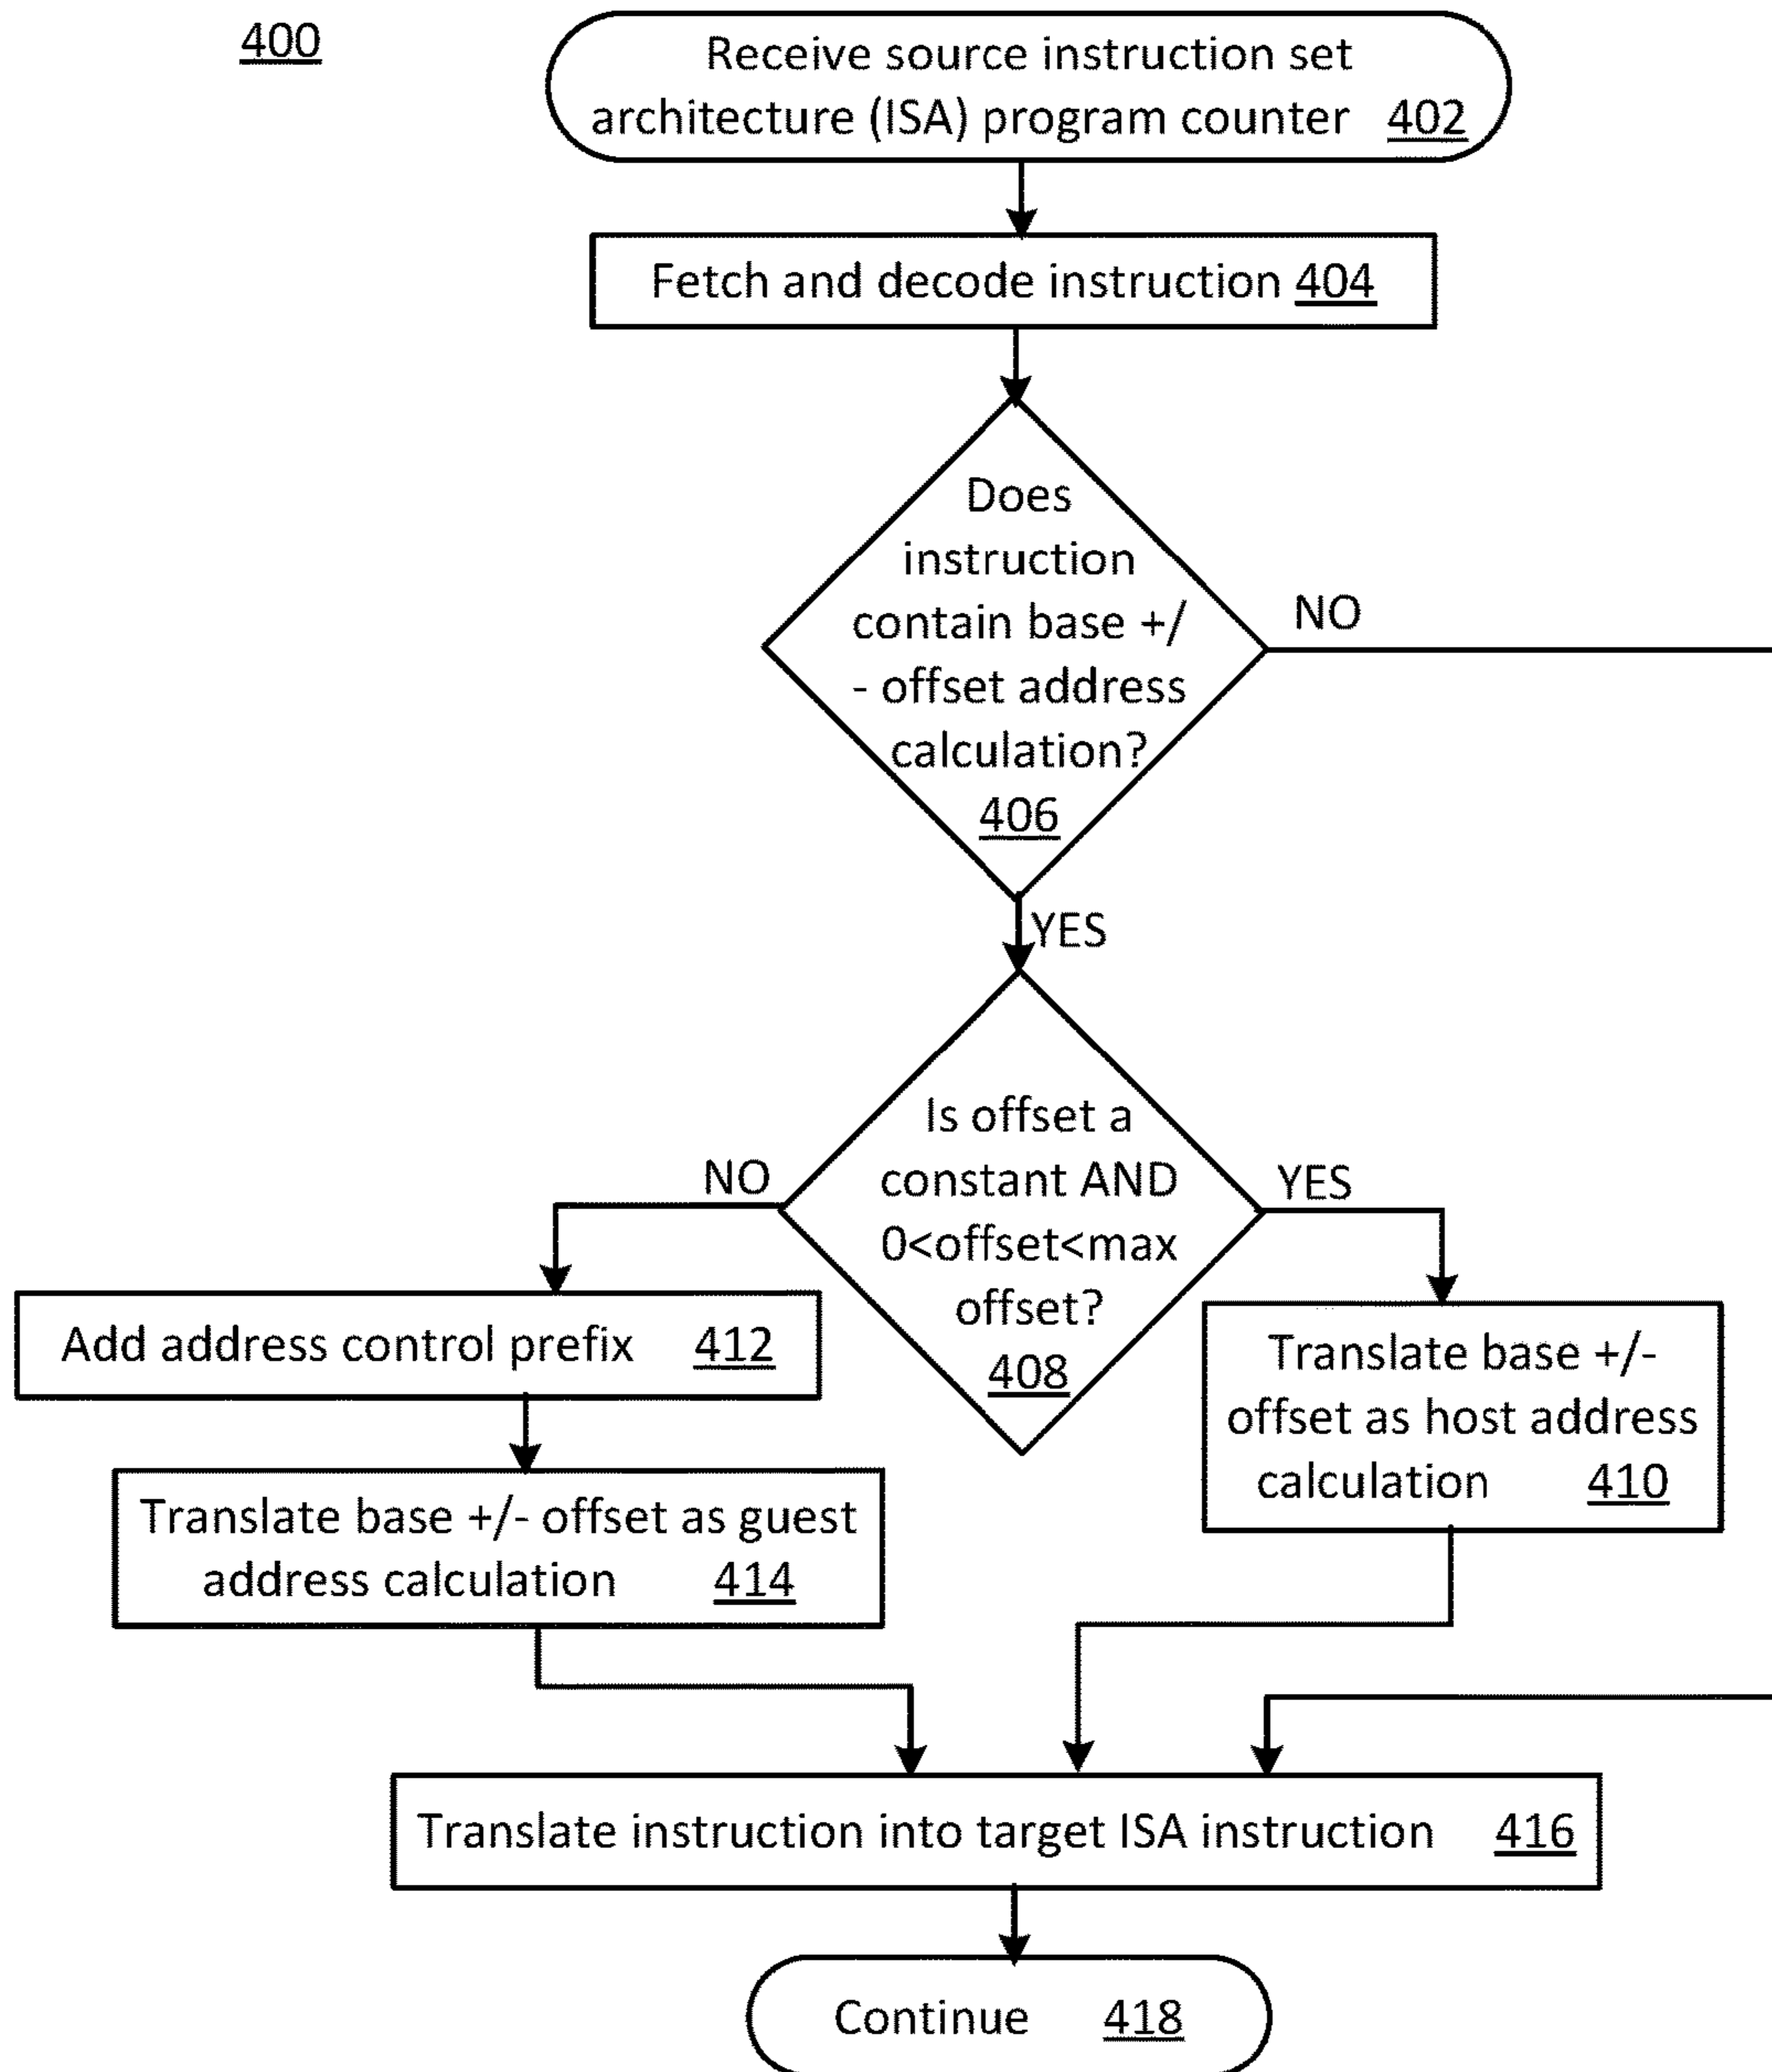 400
Receive source instruction set
architecture (ISA) program counter 402
Fetch and decode instruction 404
Does
instruction
contain base +/
- offset address
calculation?
406
NO
YES
Is offset a
constant AND
0<offset<max
offset?
408
NO
YES
Add address control prefix 412
Translate base +/- offset as guest
address calculation 414
Translate base +/-
offset as host address
calculation 410
Translate instruction into target ISA instruction 416
Continue 418